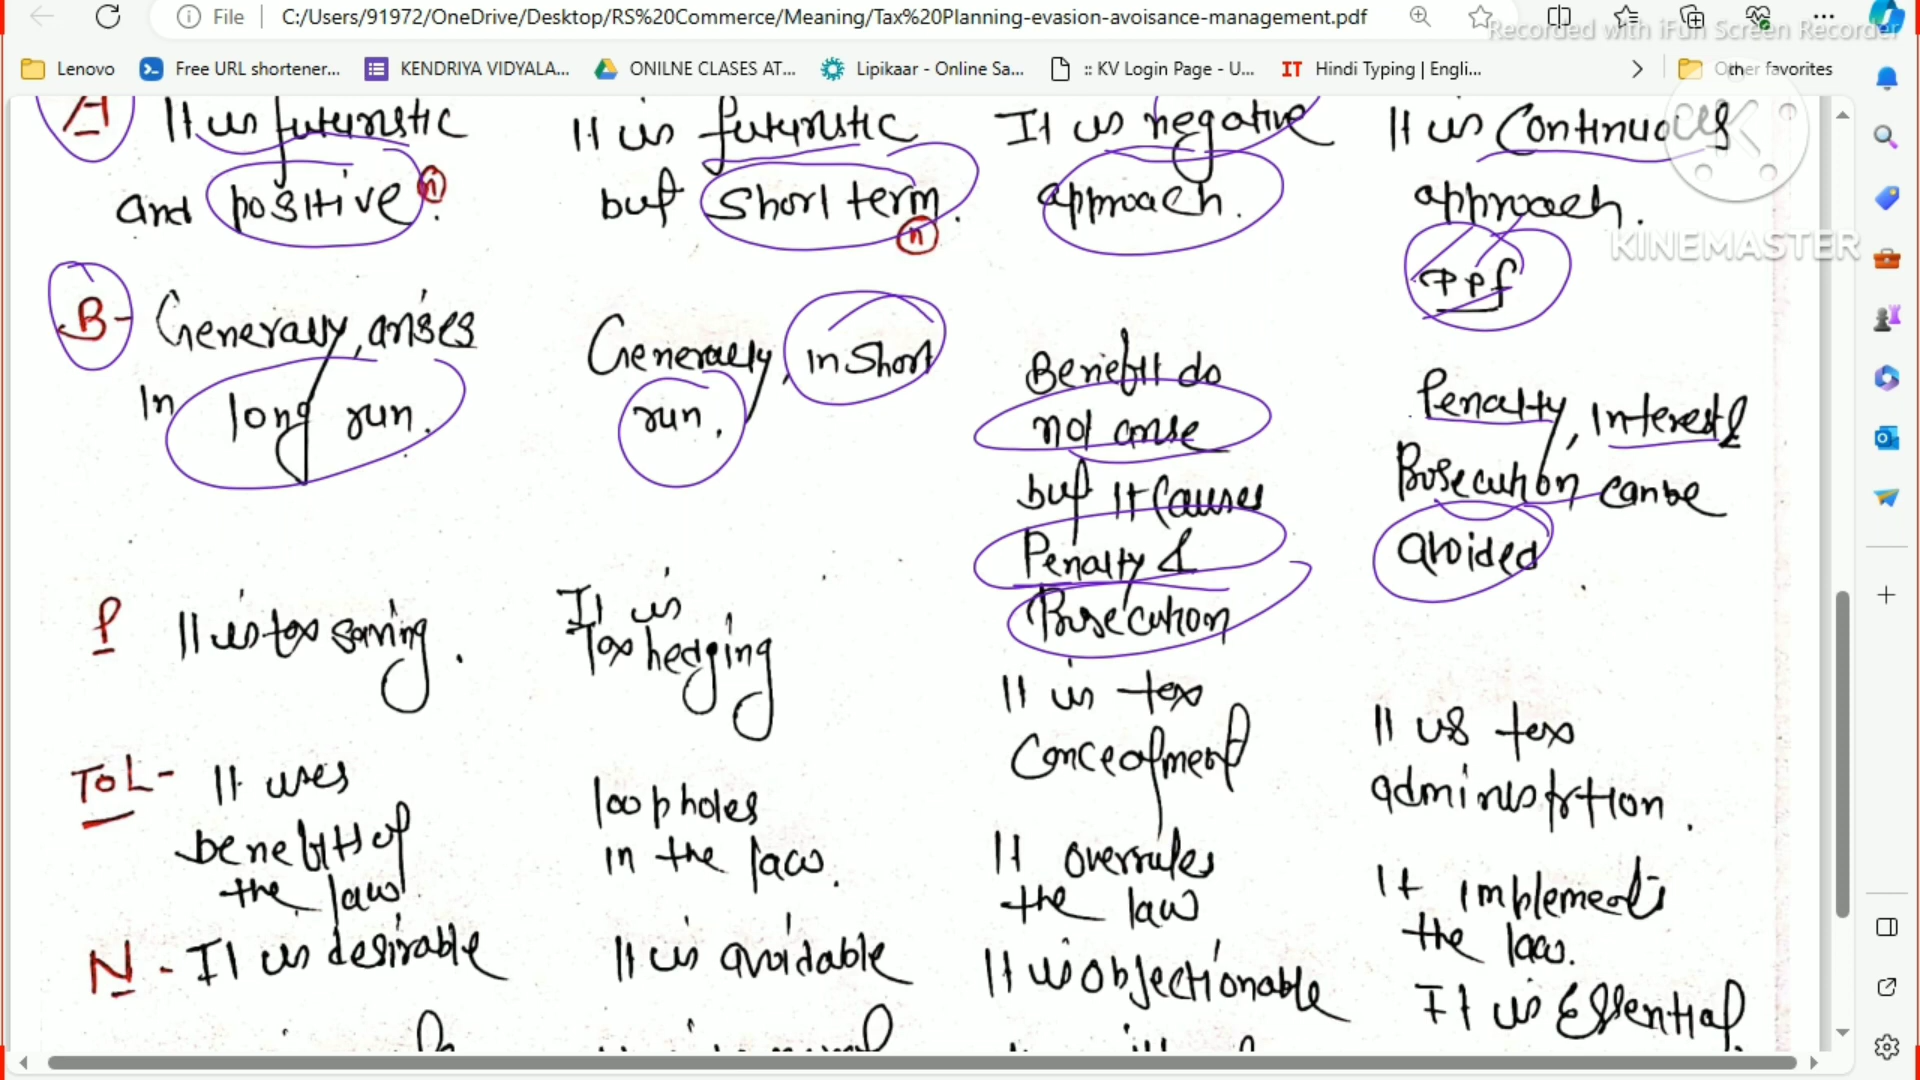 File | C:/Users/91972/OneDrive/Desktop/RS%20Commerce/Meaning/Tax%20Planning-evasion-avoisance-management.pdf
Recorded with iFun Screen Recorder
Lenovo Free URL shortener... KENDRIYA VIDYALA... ONILNE CLASES AT... Lipikaar - Online Sa... :: KV Login Page - U... IT Hindi Typing | Engli... Other favorites
A It is futuristic
and positive n.
It is futuristic
but Short term.
n
It is negative
approach.
It is Continuous
approach.
PPf
KINEMASTER
B- Generally, arises
In long run.
Generally, in Short
run.
Benefit do
not arise
but It Causes
Penalty &
Prosecution
Penalty, Interest &
Prosecution can be
avoided
P It is tax saving.
It is
Tax hedging
It is tax
Concealment
It is tax
administrtion.
ToL- It uses
benefits of
the law.
loopholes
in the law.
It overrules
the law
It implements
the law.
N - It is desirable
It is avoidable
It is objectionable
It is Essential.